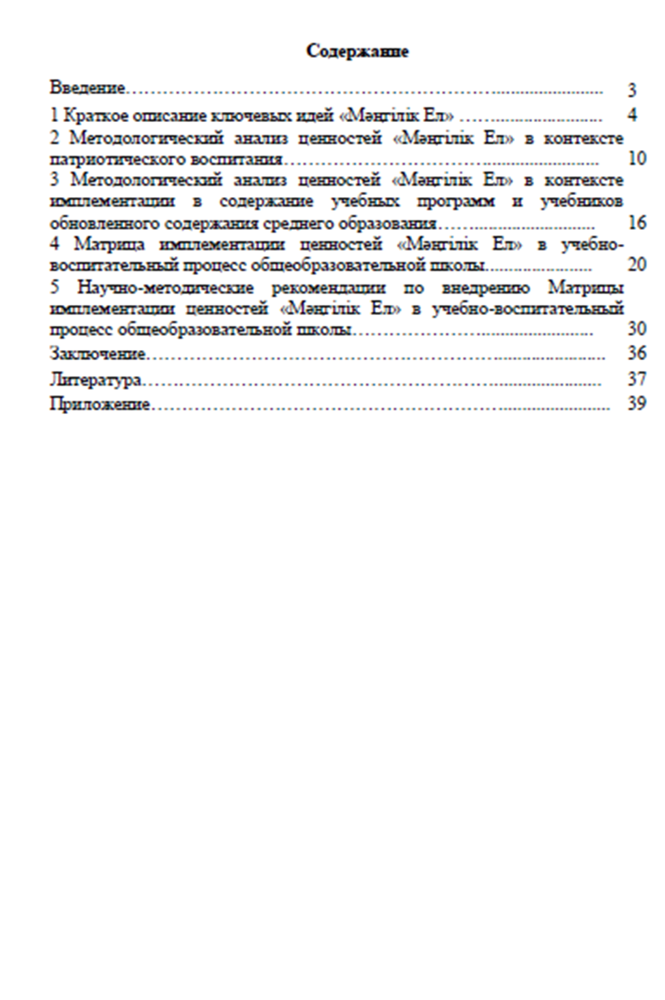 Содержание
Введение…………………………………………………….......................... 3
1 Краткое описание ключевых идей «Мәңгілік Ел» ……......................... 4
2 Методологический анализ ценностей «Мәңгілік Ел» в контексте
патриотического воспитания……………………………........................... 10
3 Методологический анализ ценностей «Мәңгілік Ел» в контексте
имплементации в содержание учебных программ и учебников
обновленного содержания среднего образования……........................... 16
4 Матрица имплементации ценностей «Мәңгілік Ел» в учебно-
воспитательный процесс общеобразовательной школы........................ 20
5 Научно-методические рекомендации по внедрению Матрицы
имплементации ценностей «Мәңгілік Ел» в учебно-воспитательный
процесс общеобразовательной школы…………………......................... 30
Заключение…………………………………………………........................ 36
Литература…………………………………………………......................... 37
Приложение…………………………………………………........................ 39